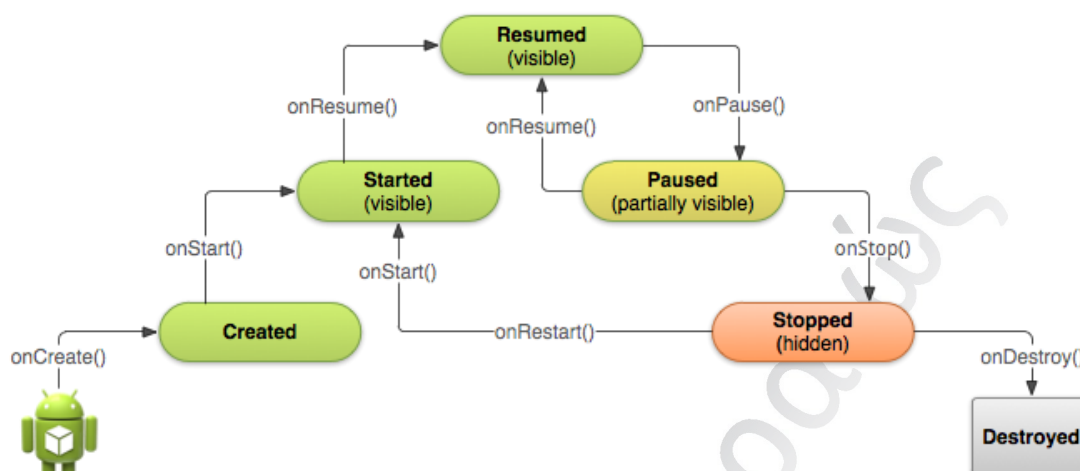 Resumed
(visible)
onResume()
onResume()
onPause()
Started
(visible)
Paused
(partially visible)
onStart()
onStart()
onStop()
Created
onRestart()
Stopped
(hidden)
onCreate()
onDestroy()
Destroyed